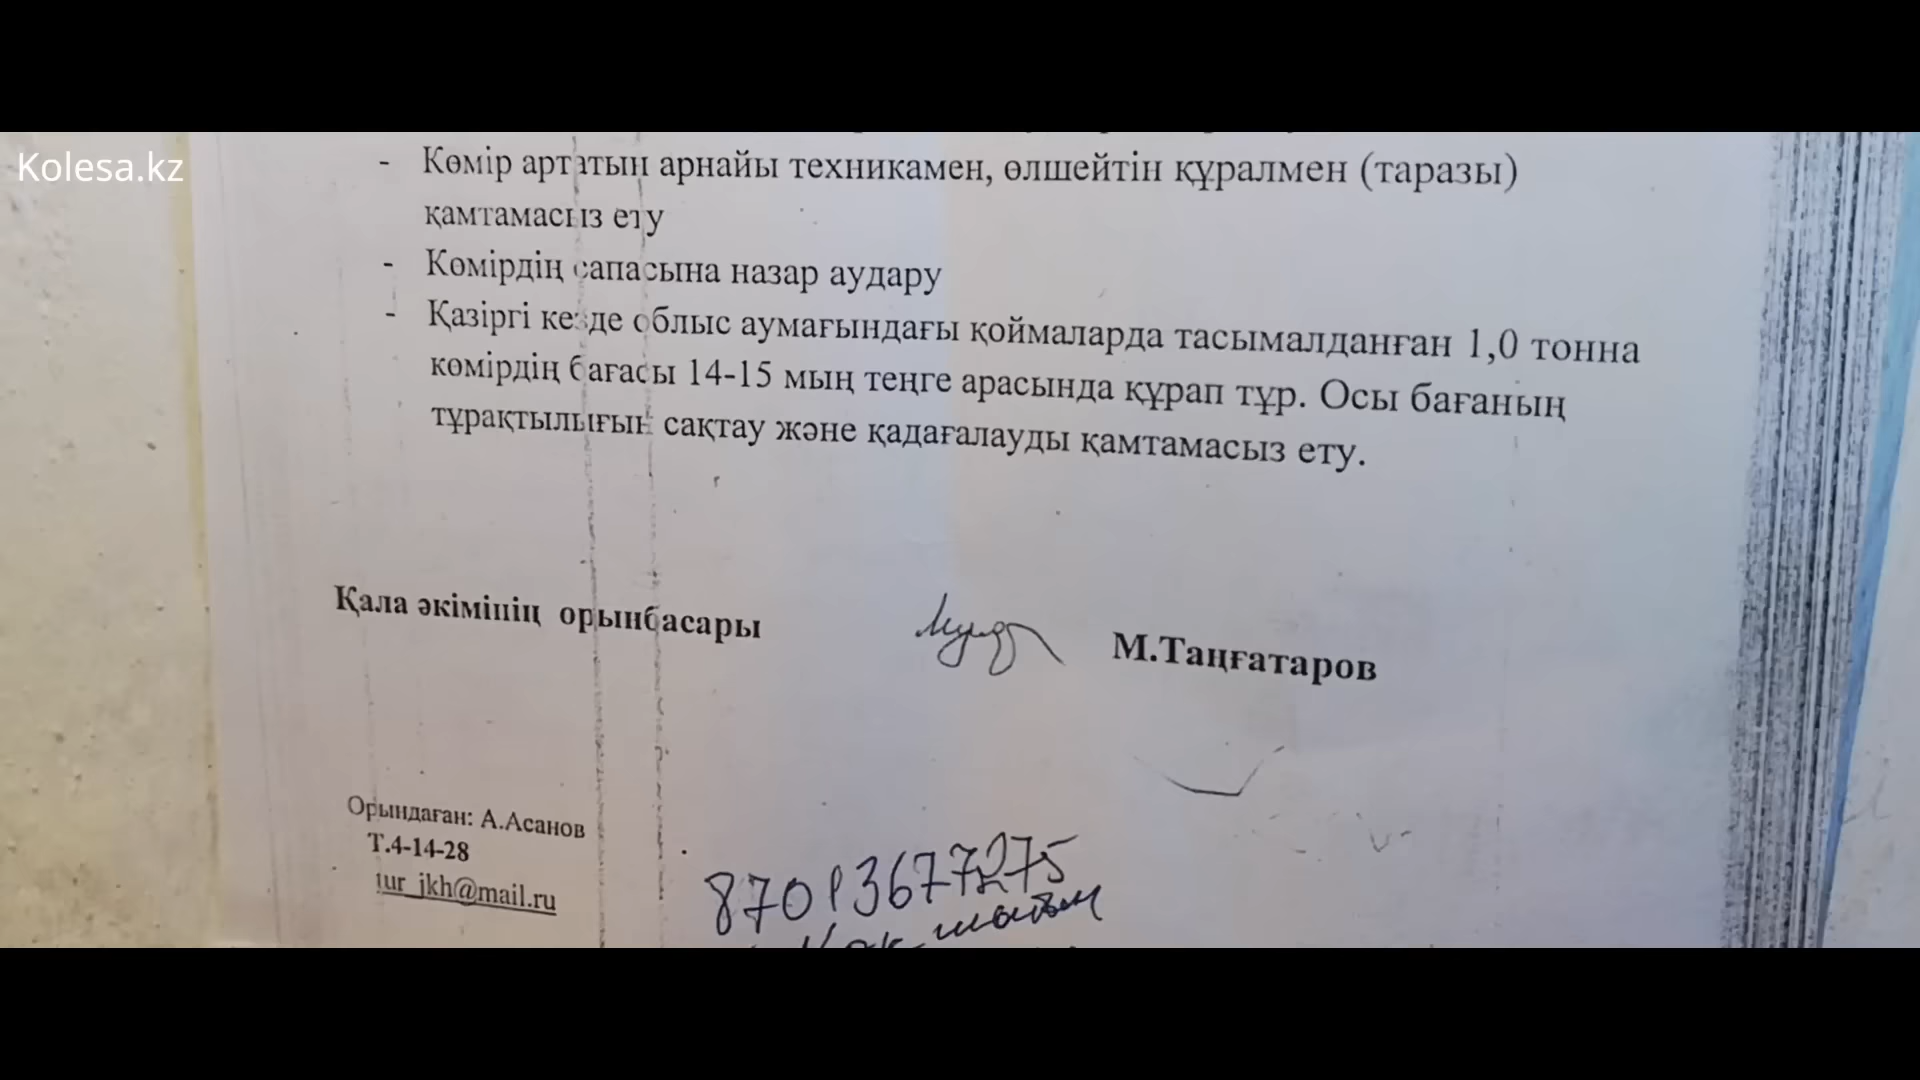 Kolesa.kz
- Көмір артатын арнайы техникамен, өлшейтін құралмен (таразы)
қамтамасыз ету
- Көмірдің сапасына назар аудару
- Қазіргі кезде облыс аумағындағы қоймаларда тасымалданған 1,0 тонна
көмірдің бағасы 14-15 мың теңге арасында құрап тұр. Осы бағаның
тұрақтылығын сақтау және қадағалауды қамтамасыз ету.
Қала әкімінің орынбасары М.Таңғатаров
Орындаған: А.Асанов
Т.4-14-28
tur_jkh@mail.ru
87013677275